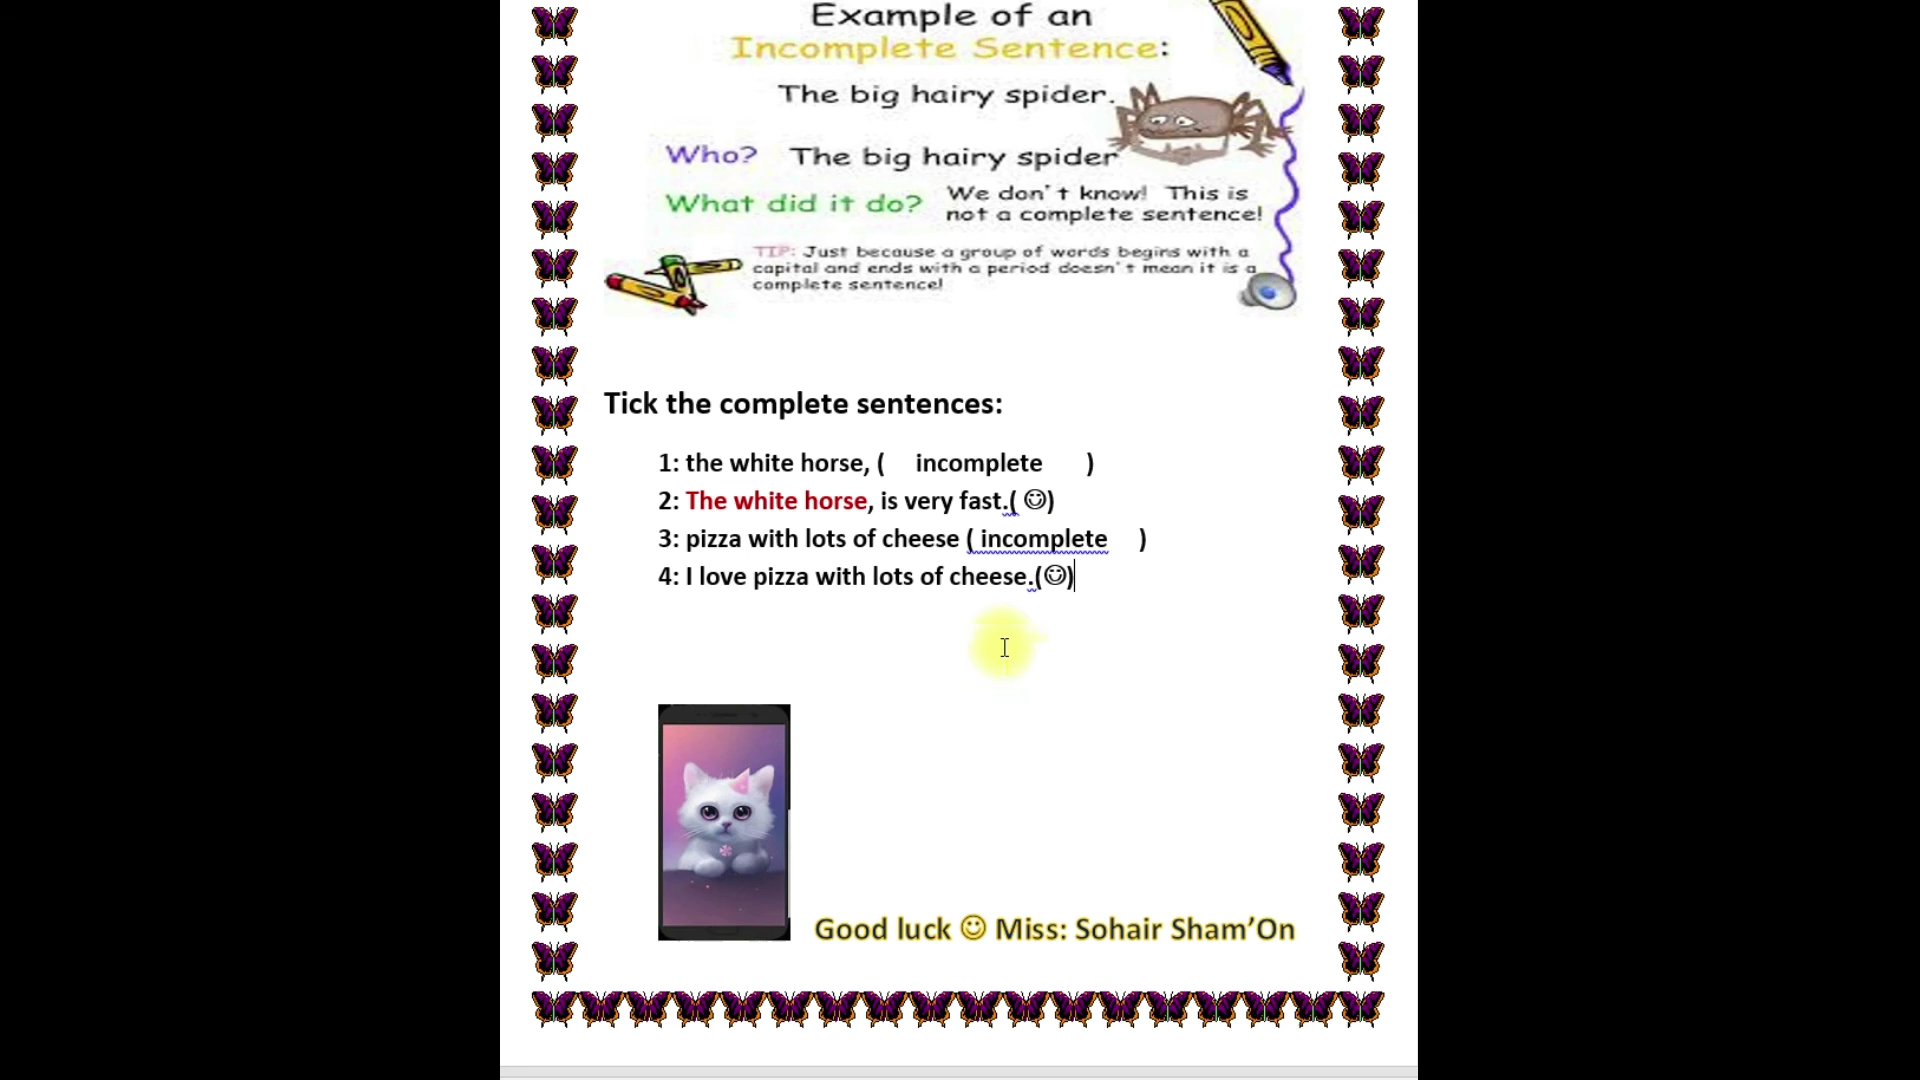 Example of an
Incomplete Sentence:
The big hairy spider.
Who? The big hairy spider
What did it do? We don't know! This is
not a complete sentence!
TIP: Just because a group of words begins with a
capital and ends with a period doesn't mean it is a
complete sentence!
Tick the complete sentences:
1: the white horse, ( incomplete )
2: The white horse, is very fast.( ☺)
3: pizza with lots of cheese ( incomplete )
4: I love pizza with lots of cheese.(☺)
Good luck ☺ Miss: Sohair Sham’On